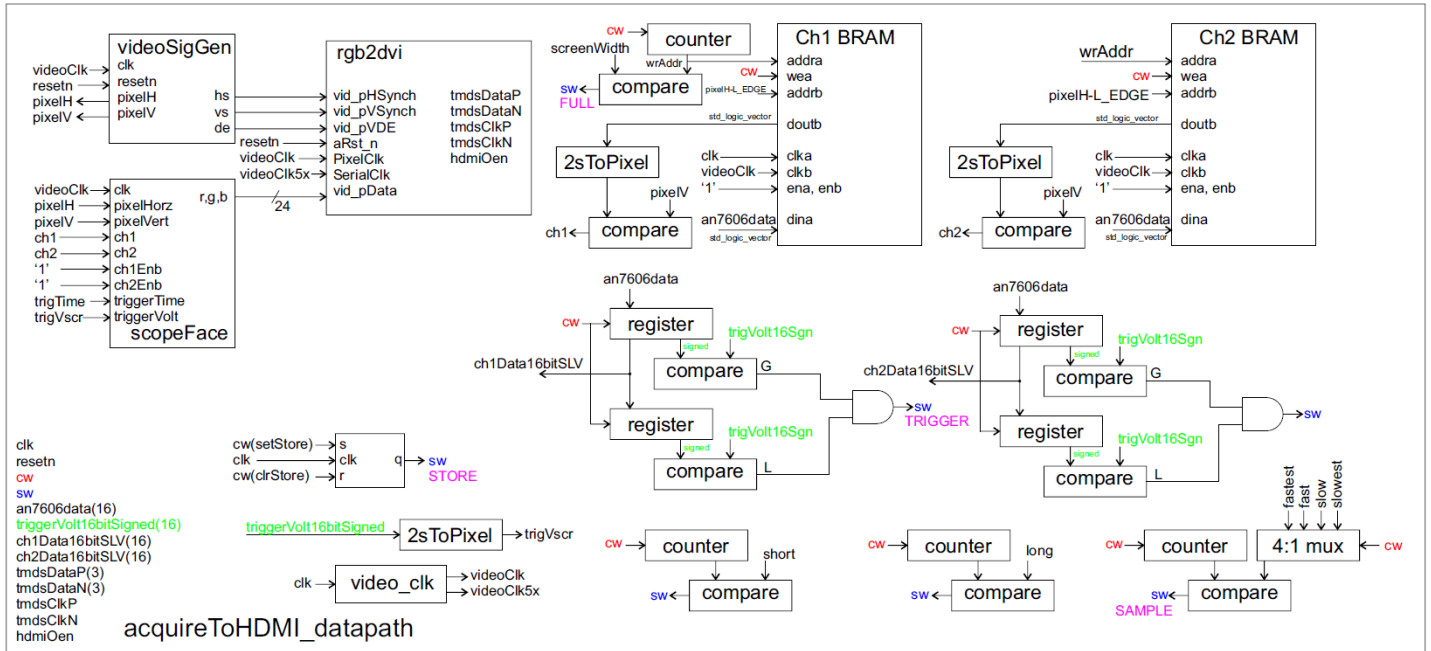 videoSigGen
videoClk
clk
resetn
resetn
pixelH
pixelH
pixelV
pixelV
hs
vs
de
rgb2dvi
vid_pHSynch
vid_pVSynch
vid_pVDE
resetn
aRst_n
videoClk
PixelClk
videoClk5x
SerialClk
vid_pData
tmdsDataP
tmdsDataN
tmdsClkP
tmdsClkN
hdmiOen
videoClk
clk
r,g,b
24
pixelH
pixelHorz
pixelV
pixelVert
ch1
ch1
ch2
ch2
‘1’
ch1Enb
‘1’
ch2Enb
trigTime
triggerTime
trigVscr
triggerVolt
scopeFace
cw
counter
screenWidth
wrAddr
compare
sw
FULL
Ch1 BRAM
addra
cw
wea
pixelH-L_EDGE
addrb
std_logic_vector
doutb
2sToPixel
clk
clka
videoClk
clkb
‘1’
ena, enb
pixelV
an7606data
dina
std_logic_vector
ch1
compare
Ch2 BRAM
wrAddr
addra
cw
wea
pixelH-L_EDGE
addrb
std_logic_vector
doutb
2sToPixel
clk
clka
videoClk
clkb
‘1’
ena, enb
pixelV
an7606data
dina
std_logic_vector
ch2
compare
an7606data
cw
register
signed
trigVolt16Sgn
ch1Data16bitSLV
compare
G
register
signed
trigVolt16Sgn
compare
L
sw
TRIGGER
an7606data
cw
register
signed
trigVolt16Sgn
ch2Data16bitSLV
compare
G
register
signed
trigVolt16Sgn
compare
L
sw
clk
resetn
cw
sw
an7606data(16)
triggerVolt16bitSigned(16)
ch1Data16bitSLV(16)
ch2Data16bitSLV(16)
tmdsDataP(3)
tmdsDataN(3)
tmdsClkP
tmdsClkN
hdmiOen
cw(setStore)
s
clk
clk
q
cw(clrStore)
r
sw
STORE
triggerVolt16bitSigned
2sToPixel
trigVscr
clk
video_clk
videoClk
videoClk5x
acquireToHDMI_datapath
cw
counter
short
sw
compare
cw
counter
long
sw
compare
fastest
fast
slow
slowest
cw
counter
4:1 mux
cw
sw
SAMPLE
compare